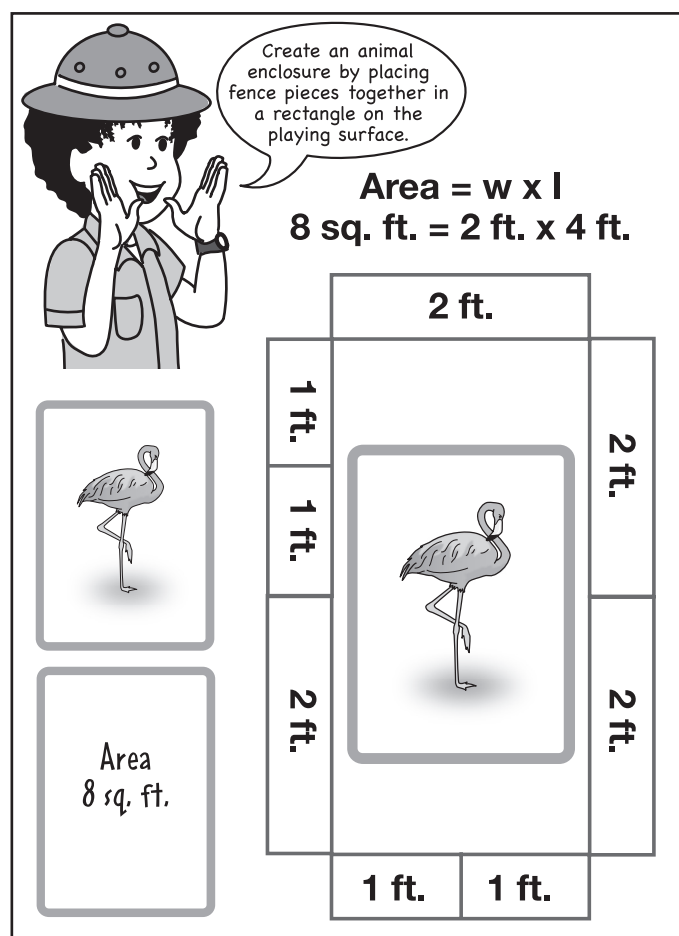 Create an animal
enclosure by placing
fence pieces together in
a rectangle on the
playing surface.
Area = w x l
8 sq. ft. = 2 ft. x 4 ft.
2 ft.
1 ft.
1 ft.
2 ft.
2 ft.
2 ft.
1 ft.
1 ft.
Area
8 sq. ft.